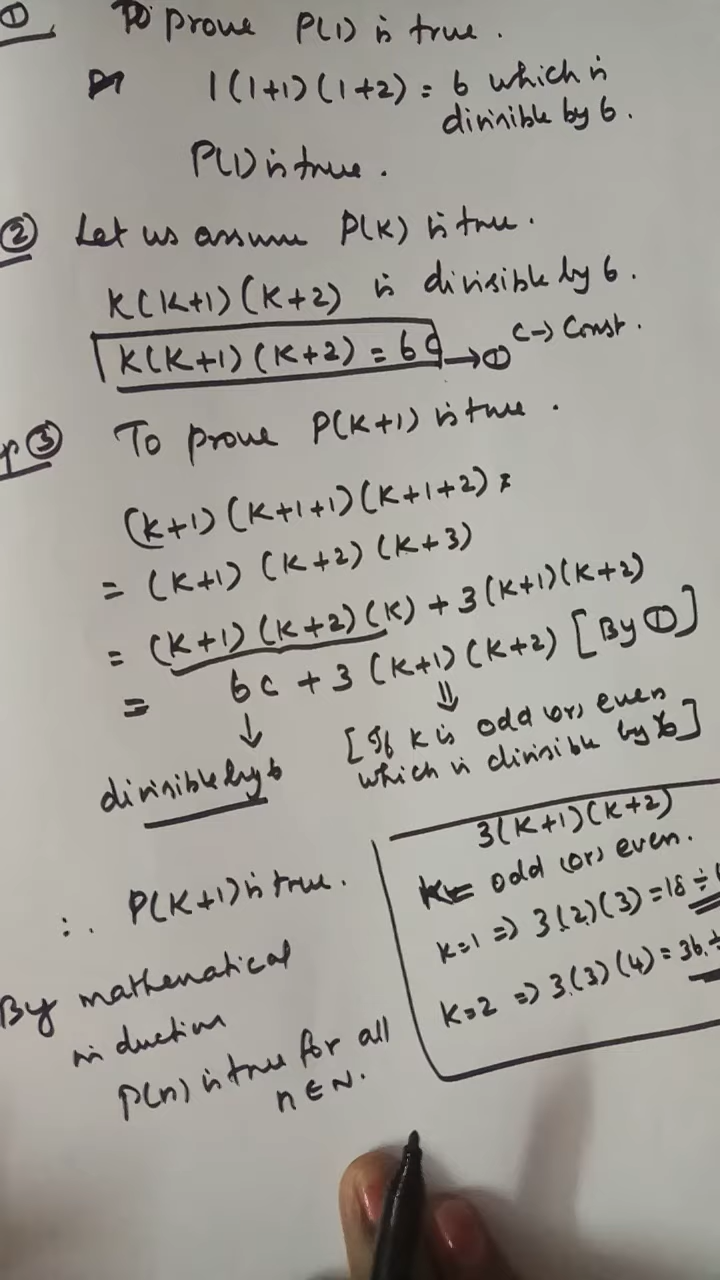 ① To prove P(1) is true.
1(1+1)(1+2) = 6 which is
divisible by 6.
P(1) is true.
② Let us assume P(K) is true.
K(K+1)(K+2) is divisible by 6.
K(K+1)(K+2) = 6C → ① C → Const.
p ③ To prove P(K+1) is true.
(K+1)(K+1+1)(K+1+2)
= (K+1)(K+2)(K+3)
= (K+1)(K+2)(K) + 3(K+1)(K+2)
= 6C + 3(K+1)(K+2) [By ①]
↓ ⇓
divisible by 6 [If K is odd (or) even
which is divisible by 6]
3(K+1)(K+2)
K = odd (or) even.
K=1 ⇒ 3(2)(3) = 18 ÷
K=2 ⇒ 3(3)(4) = 36 ÷
∴ P(K+1) is true.
By mathematical
induction
P(n) is true for all
n ∈ N.